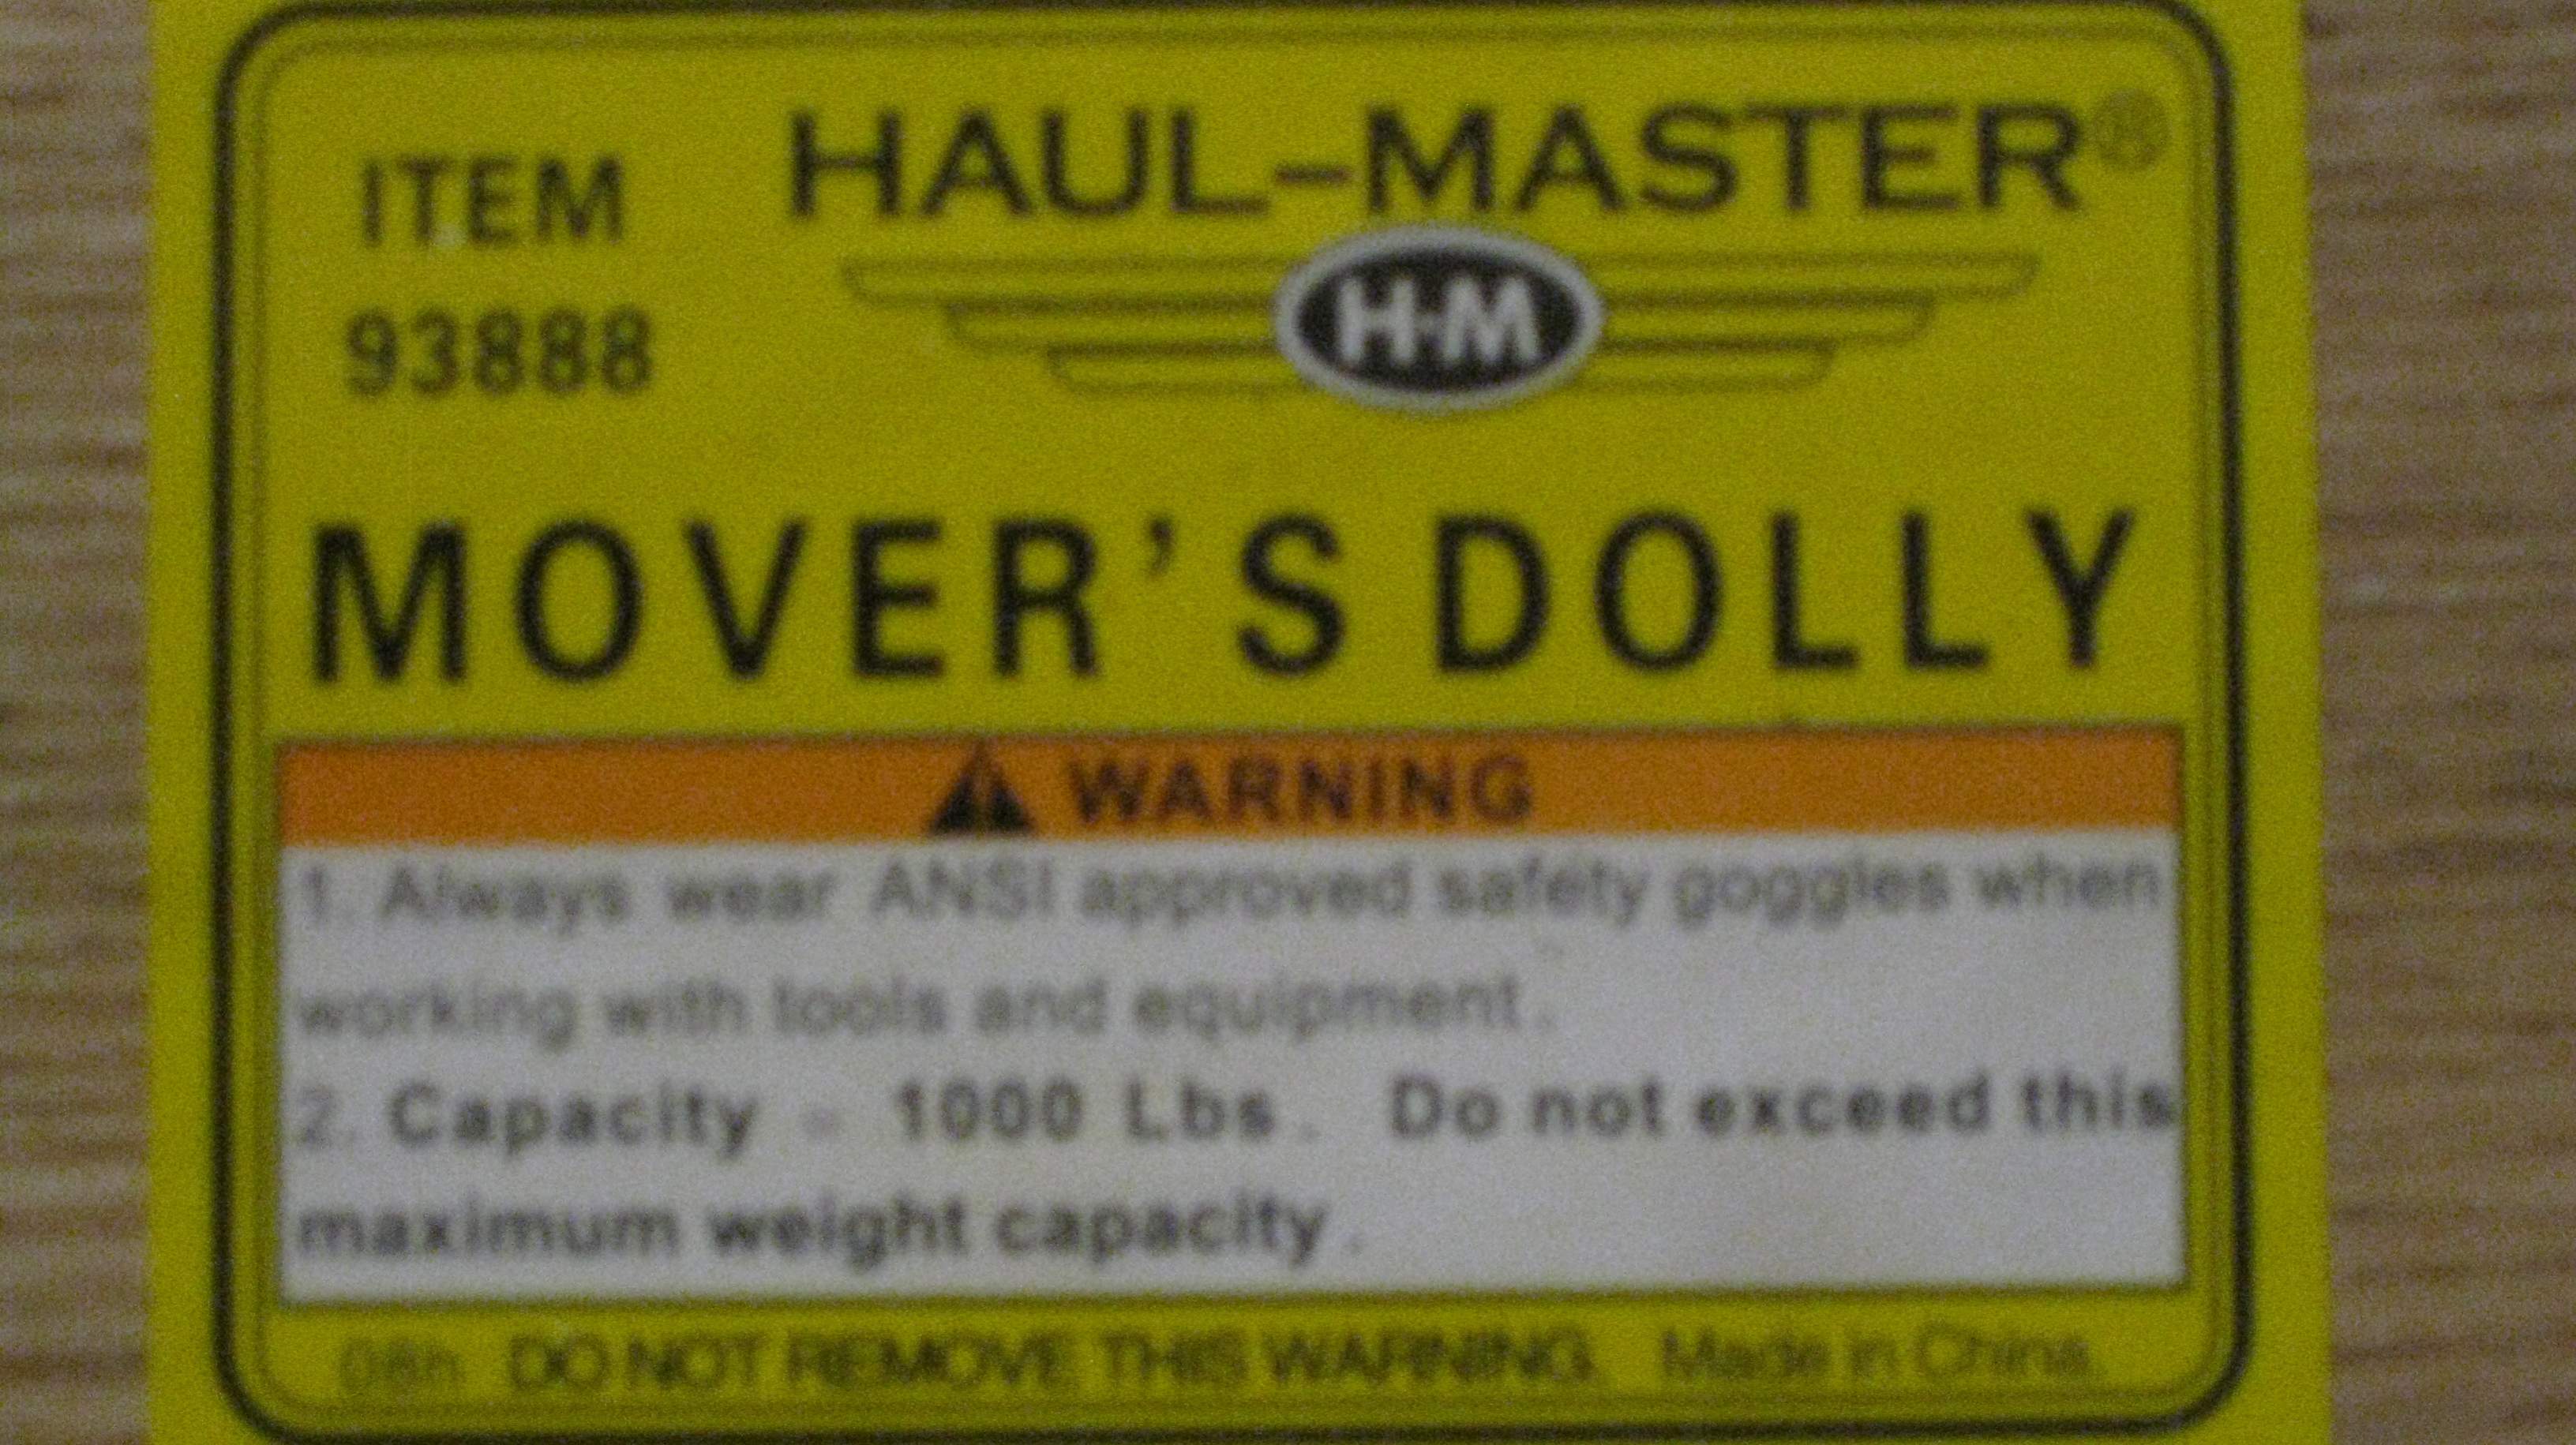 HAUL-MASTER®
ITEM
93888
H-M
MOVER'S DOLLY
WARNING
1. Always wear ANSI approved safety goggles when
working with tools and equipment.
2. Capacity - 1000 Lbs. Do not exceed this
maximum weight capacity.
08h DO NOT REMOVE THIS WARNING. Made in China.